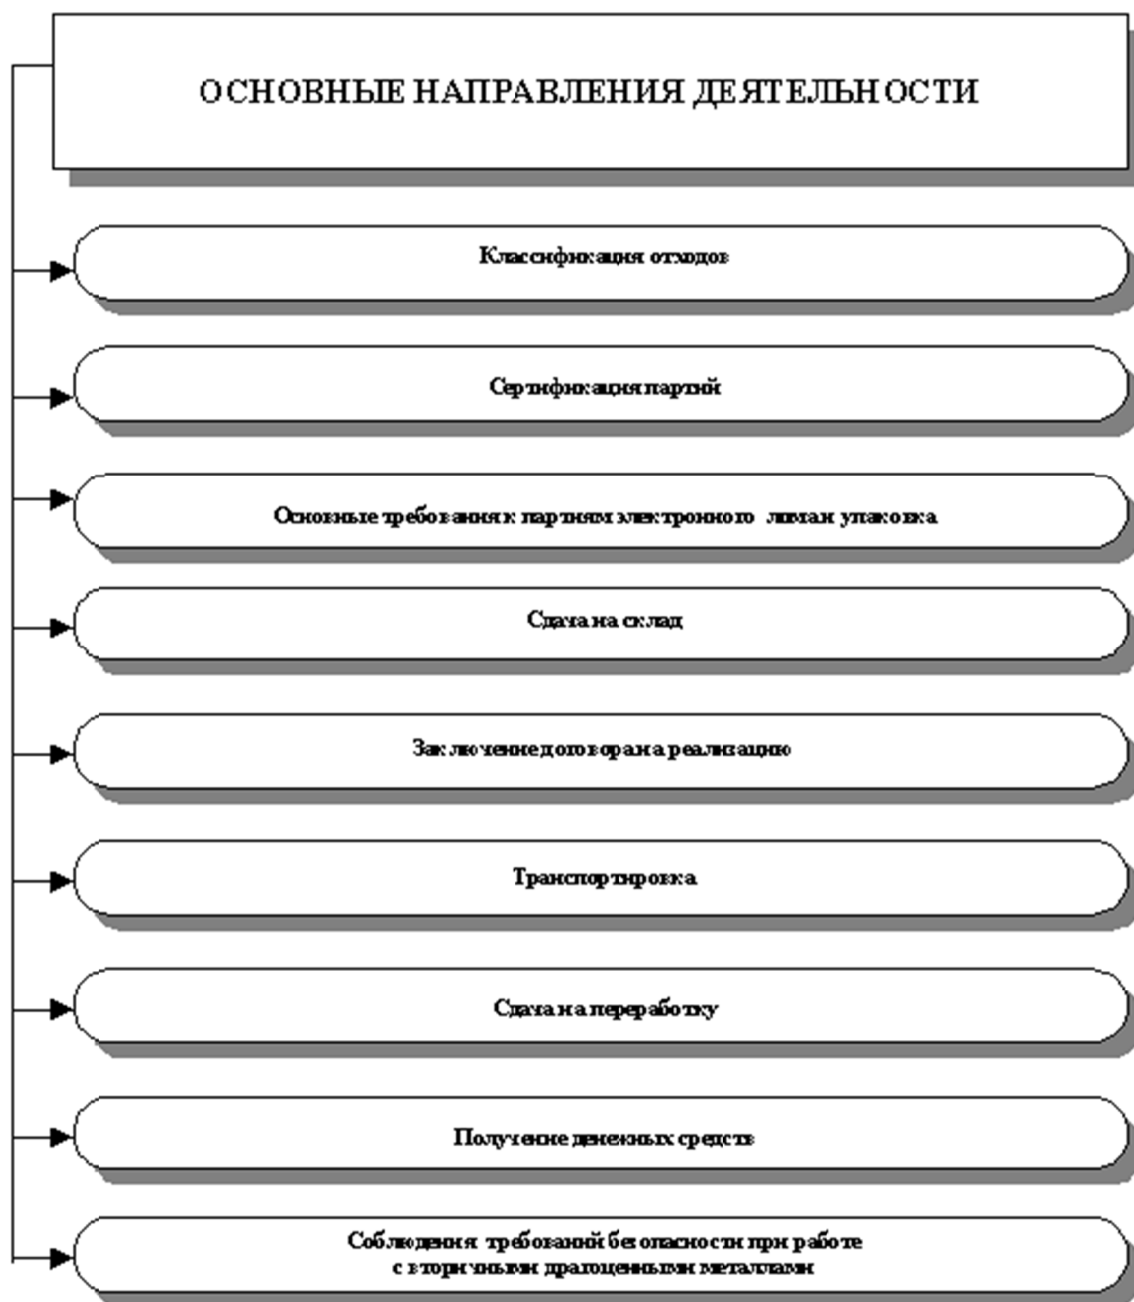 ОСНОВНЫЕ НАПРАВЛЕНИЯ ДЕЯТЕЛЬНОСТИ
Классификация отходов
Сертификация партий
Основные требования к партиям электронного лома и упаковка
Сдача на склад
Заключение договора на реализацию
Транспортировка
Сдача на переработку
Получение денежных средств
Соблюдения требований безопасности при работе
с вторичными драгоценными металлами